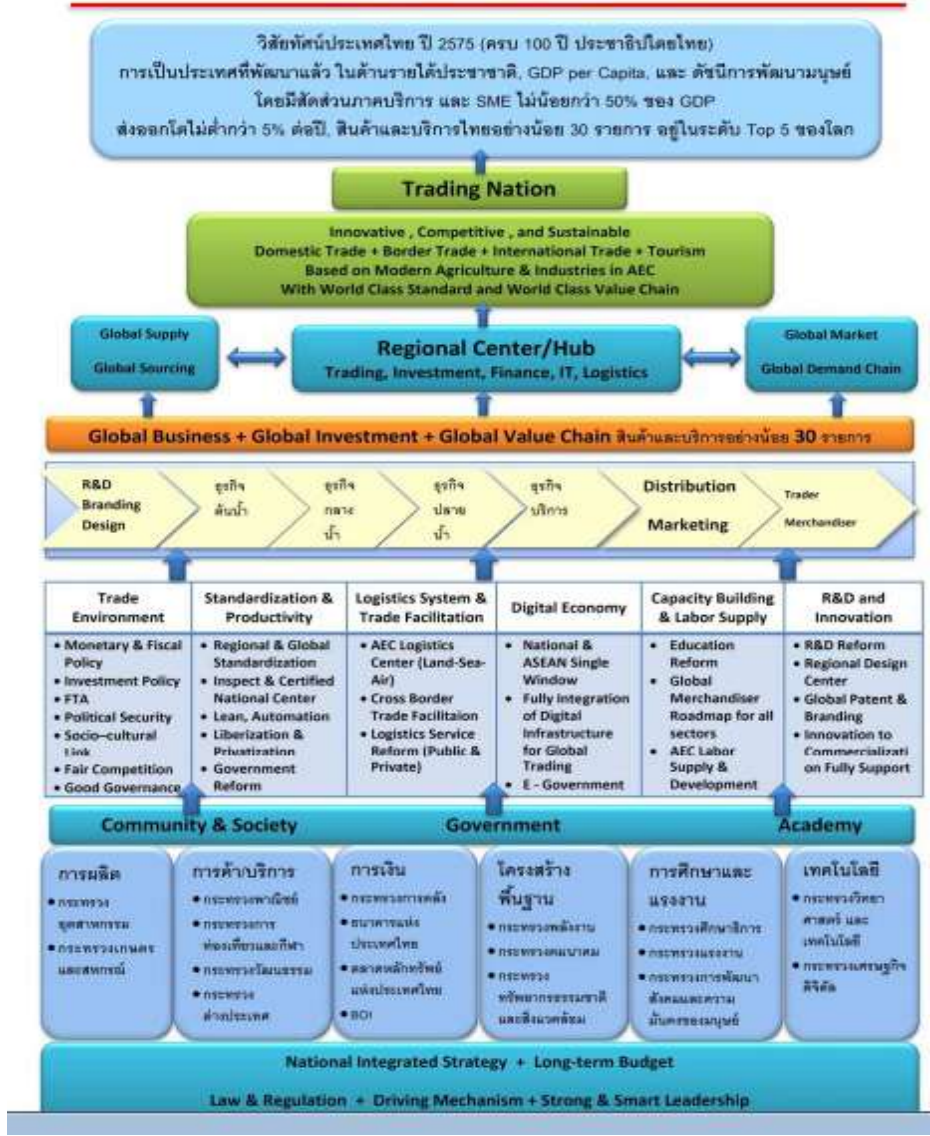 วิสัยทัศน์ประเทศไทย ปี 2575 (ครบ 100 ปี ประชาธิปไตยไทย)
การเป็นประเทศที่พัฒนาแล้ว ในด้านรายได้ประชาชาติ, GDP per Capita, และ ดัชนีการพัฒนามนุษย์
โดยมีสัดส่วนภาคบริการ และ SME ไม่น้อยกว่า 50% ของ GDP
ส่งออกโตไม่ต่ำกว่า 5% ต่อปี, สินค้าและบริการไทยอย่างน้อย 30 รายการ อยู่ในระดับ Top 5 ของโลก
Trading Nation
Innovative , Competitive , and Sustainable
Domestic Trade + Border Trade + International Trade + Tourism
Based on Modern Agriculture & Industries in AEC
With World Class Standard and World Class Value Chain
Global Supply
Global Sourcing
Regional Center/Hub
Trading, Investment, Finance, IT, Logistics
Global Market
Global Demand Chain
Global Business + Global Investment + Global Value Chain สินค้าและบริการอย่างน้อย 30 รายการ
R&D
Branding
Design
ธุรกิจ
ต้นน้ำ
ธุรกิจ
กลาง
น้ำ
ธุรกิจ
ปลาย
น้ำ
ธุรกิจ
บริการ
Distribution
Marketing
Trader
Merchandiser
Trade
Environment
• Monetary & Fiscal
Policy
• Investment Policy
• FTA
• Political Security
• Socio–cultural
Link
• Fair Competition
• Good Governance
Standardization &
Productivity
• Regional & Global
Standardization
• Inspect & Certified
National Center
• Lean, Automation
• Liberization &
Privatization
• Government
Reform
Logistics System &
Trade Facilitation
• AEC Logistics
Center (Land-Sea-
Air)
• Cross Border
Trade Facilitaion
• Logistics Service
Reform (Public &
Private)
Digital Economy
• National &
ASEAN Single
Window
• Fully Integration
of Digital
Infrastructure
for Global
Trading
• E - Government
Capacity Building
& Labor Supply
• Education
Reform
• Global
Merchandiser
Roadmap for all
sectors
• AEC Labor
Supply &
Development
R&D and
Innovation
• R&D Reform
• Regional Design
Center
• Global Patent &
Branding
• Innovation to
Commercializati
on Fully Support
Community & Society
Government
Academy
การผลิต
• กระทรวง
อุตสาหกรรม
• กระทรวงเกษตร
และสหกรณ์
การค้า/บริการ
• กระทรวงพาณิชย์
• กระทรวงการ
ท่องเที่ยวและกีฬา
• กระทรวงวัฒนธรรม
• กระทรวง
ต่างประเทศ
การเงิน
• กระทรวงการคลัง
• ธนาคารแห่ง
ประเทศไทย
• ตลาดหลักทรัพย์
แห่งประเทศไทย
• BOI
โครงสร้าง
พื้นฐาน
• กระทรวงพลังงาน
• กระทรวงคมนาคม
• กระทรวง
ทรัพยากรธรรมชาติ
และสิ่งแวดล้อม
การศึกษาและ
แรงงาน
• กระทรวงศึกษาธิการ
• กระทรวงแรงงาน
• กระทรวงการพัฒนา
สังคมและความ
มั่นคงของมนุษย์
เทคโนโลยี
• กระทรวงวิทยา
ศาสตร์ และ
เทคโนโลยี
• กระทรวงเศรษฐกิจ
ดิจิตัล
National Integrated Strategy + Long-term Budget
Law & Regulation + Driving Mechanism + Strong & Smart Leadership